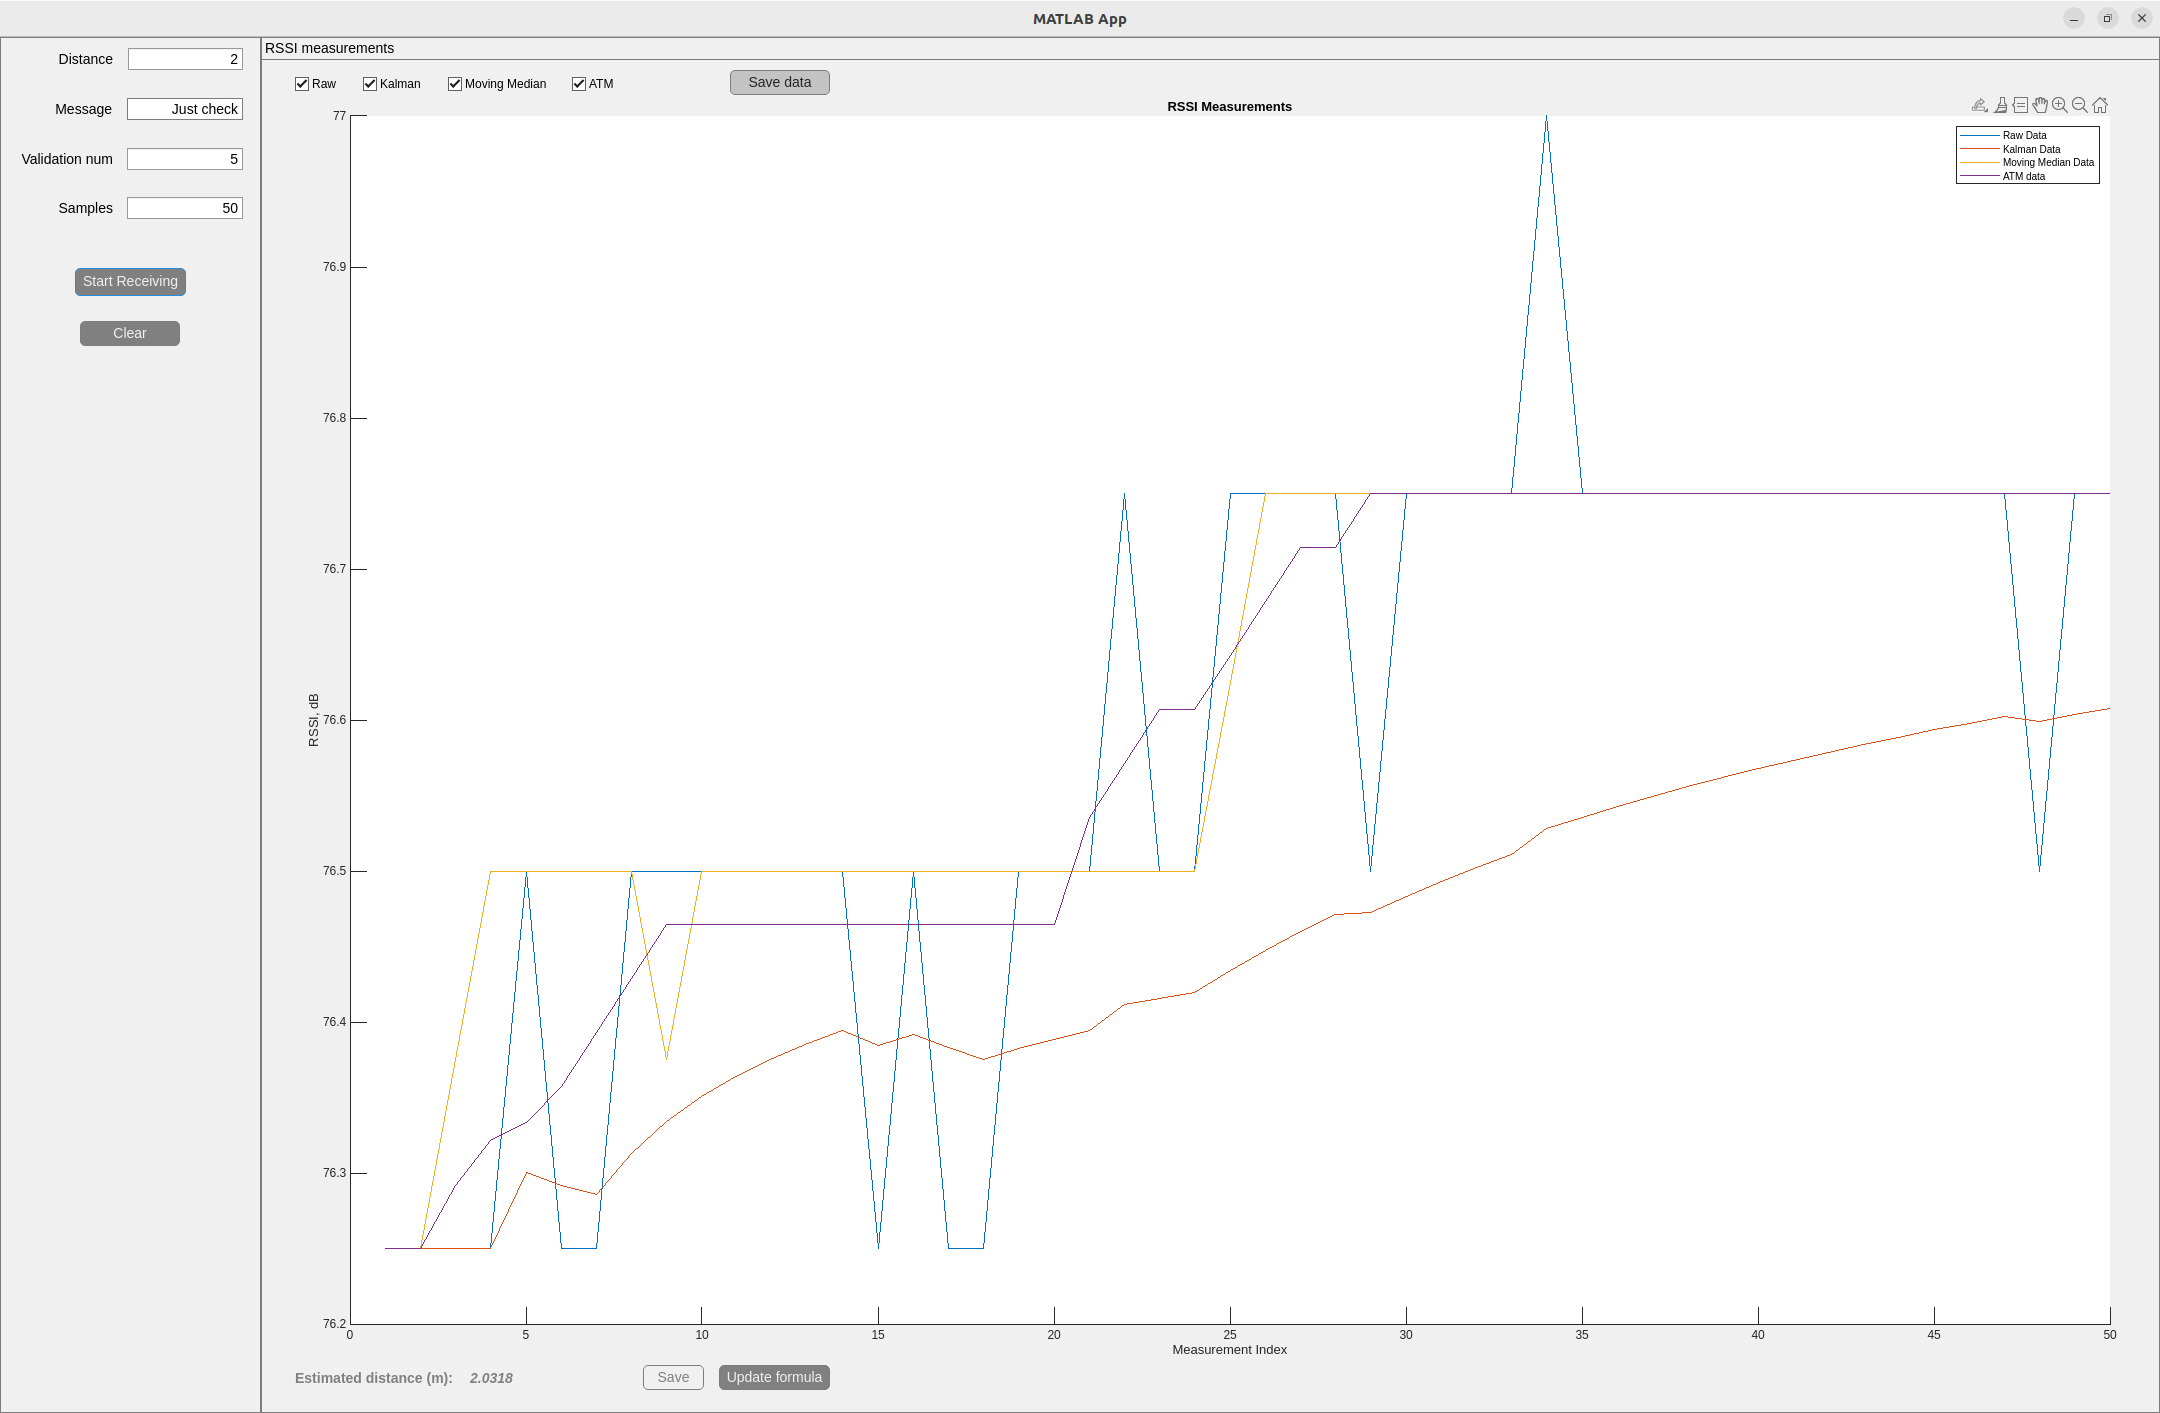 MATLAB App
Distance 2
Message Just check
Validation num 5
Samples 50
Start Receiving
Clear
RSSI measurements
Raw Kalman Moving Median ATM Save data
RSSI Measurements
Raw Data
Kalman Data
Moving Median Data
ATM data
77
76.9
76.8
76.7
76.6
76.5
76.4
76.3
76.2
RSSI, dB
0 5 10 15 20 25 30 35 40 45 50
Measurement Index
Estimated distance (m): 2.0318 Save Update formula